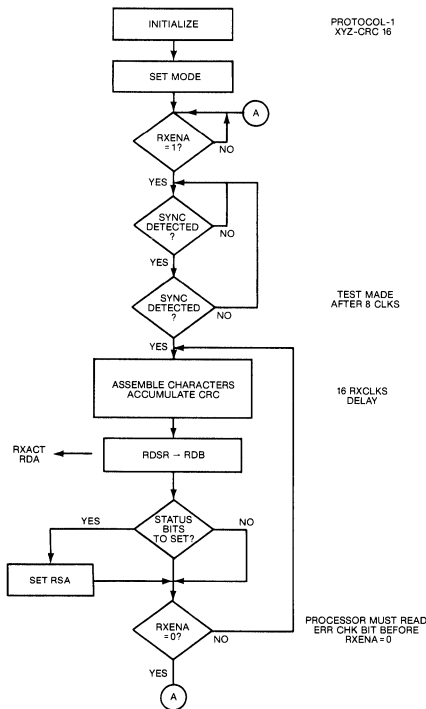 INITIALIZE
PROTOCOL-1
XYZ-CRC 16
SET MODE
A
RXENA
= 1?
NO
YES
SYNC
DETECTED
?
NO
YES
SYNC
DETECTED
?
NO
TEST MADE
AFTER 8 CLKS
YES
ASSEMBLE CHARACTERS
ACCUMULATE CRC
16 RXCLKS
DELAY
RXACT
RDA
RDSR → RDB
YES
STATUS
BITS
TO SET?
NO
SET RSA
RXENA
=0?
NO
PROCESSOR MUST READ
ERR CHK BIT BEFORE
RXENA = 0
YES
A